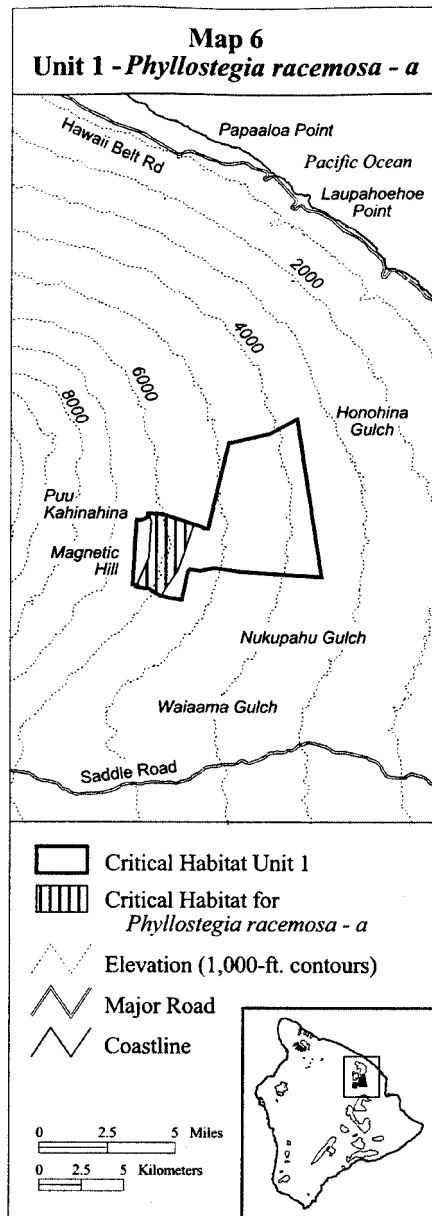 Map 6
Unit 1 - Phyllostegia racemosa - a
Papaaloa Point
Hawaii Belt Rd
Pacific Ocean
Laupahoehoe
Point
2000
4000
6000
8000
Honohina
Gulch
Puu
Kahinahina
Magnetic
Hill
Nukupahu Gulch
Waiaama Gulch
Saddle Road
Critical Habitat Unit 1
Critical Habitat for
Phyllostegia racemosa - a
Elevation (1,000-ft. contours)
Major Road
Coastline
0 2.5 5 Miles
0 2.5 5 Kilometers